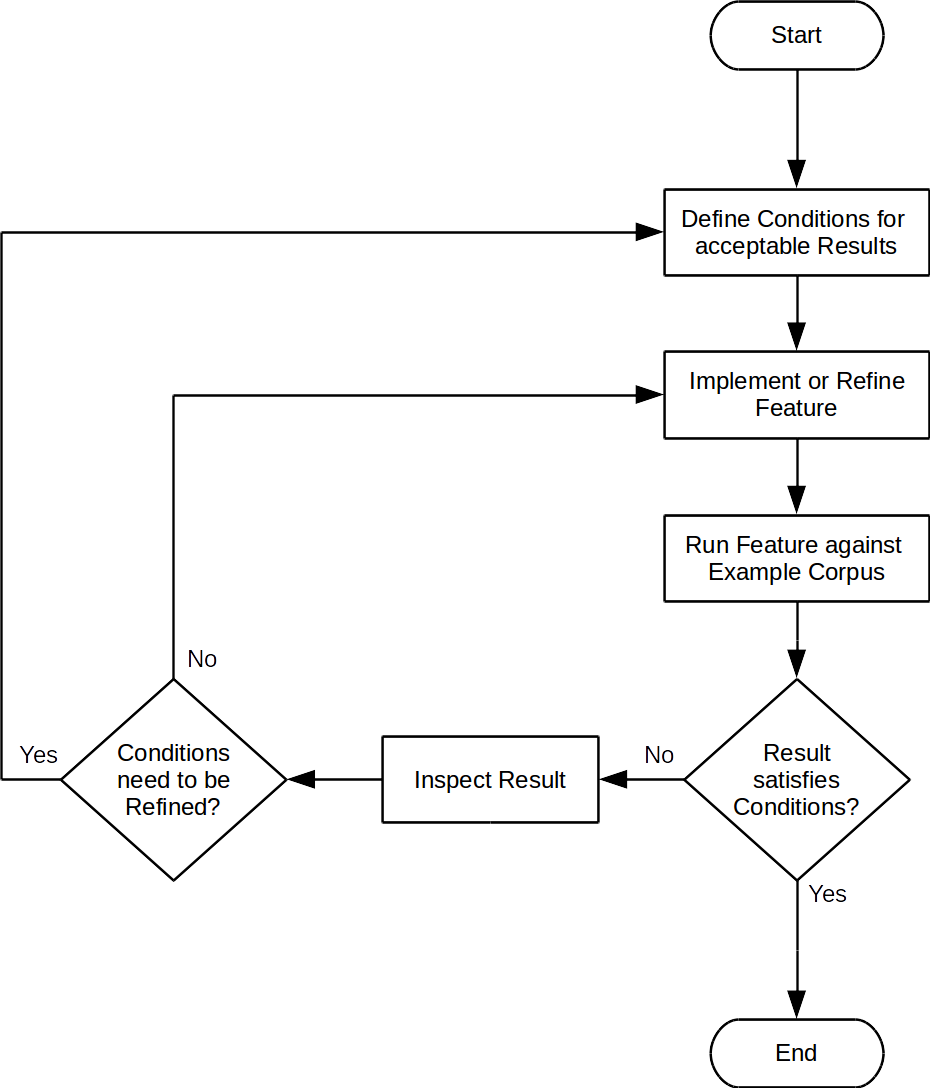 Start
Define Conditions for
acceptable Results
Implement or Refine
Feature
Run Feature against
Example Corpus
No
Yes
Conditions
need to be
Refined?
Inspect Result
No
Result
satisfies
Conditions?
Yes
End